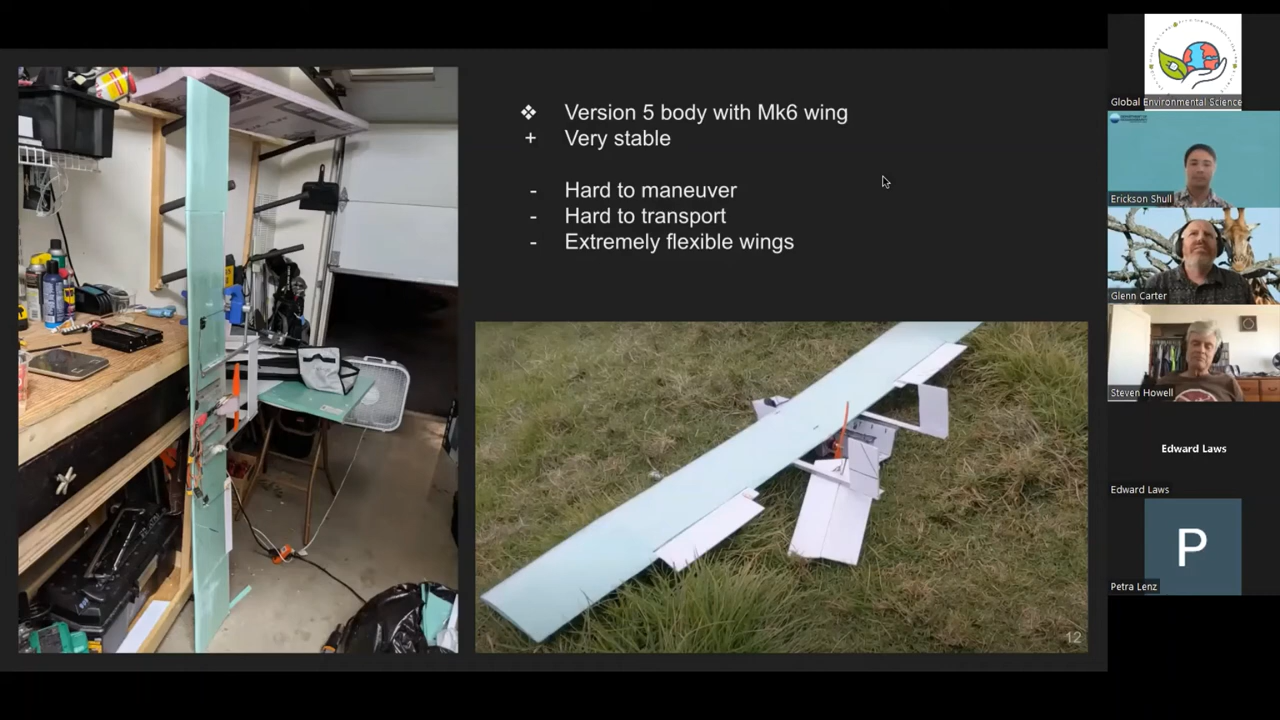 ❖ Version 5 body with Mk6 wing
+ Very stable
- Hard to maneuver
- Hard to transport
- Extremely flexible wings
12
Global Environmental Science
Erickson Shull
Glenn Carter
Steven Howell
Edward Laws
Edward Laws
P
Petra Lenz